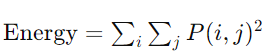 Energy = ∑ᵢ ∑ⱼ P(i, j)²